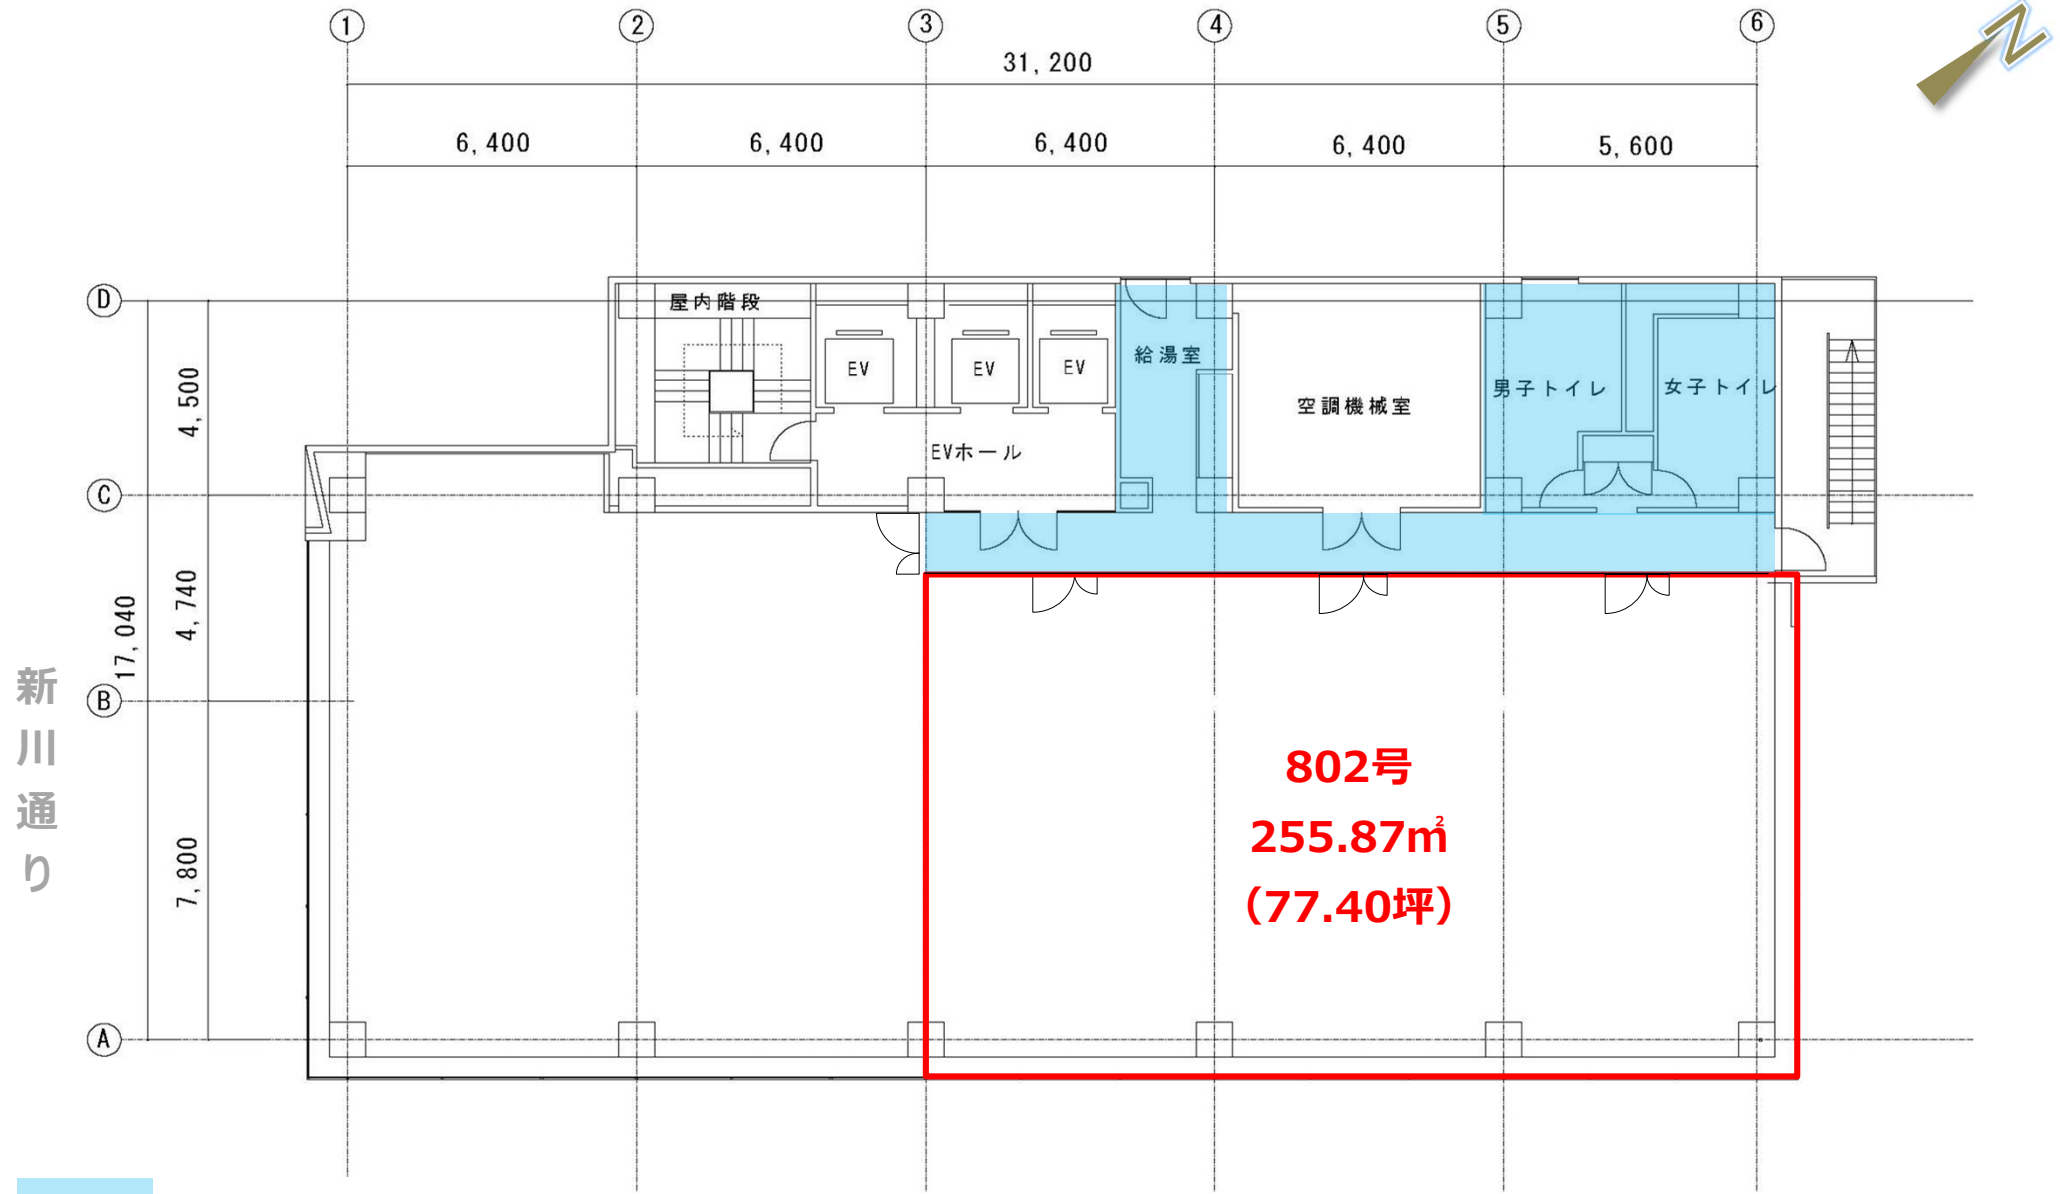 1 2 3 4 5 6
N
31,200
6,400 6,400 6,400 6,400 5,600
D
屋内階段
EV EV EV
給湯室
空調機械室
男子トイレ
女子トイレ
EVホール
4,500
C
4,740
17,040
B
7,800
A
新川通り
802号
255.87㎡
(77.40坪)